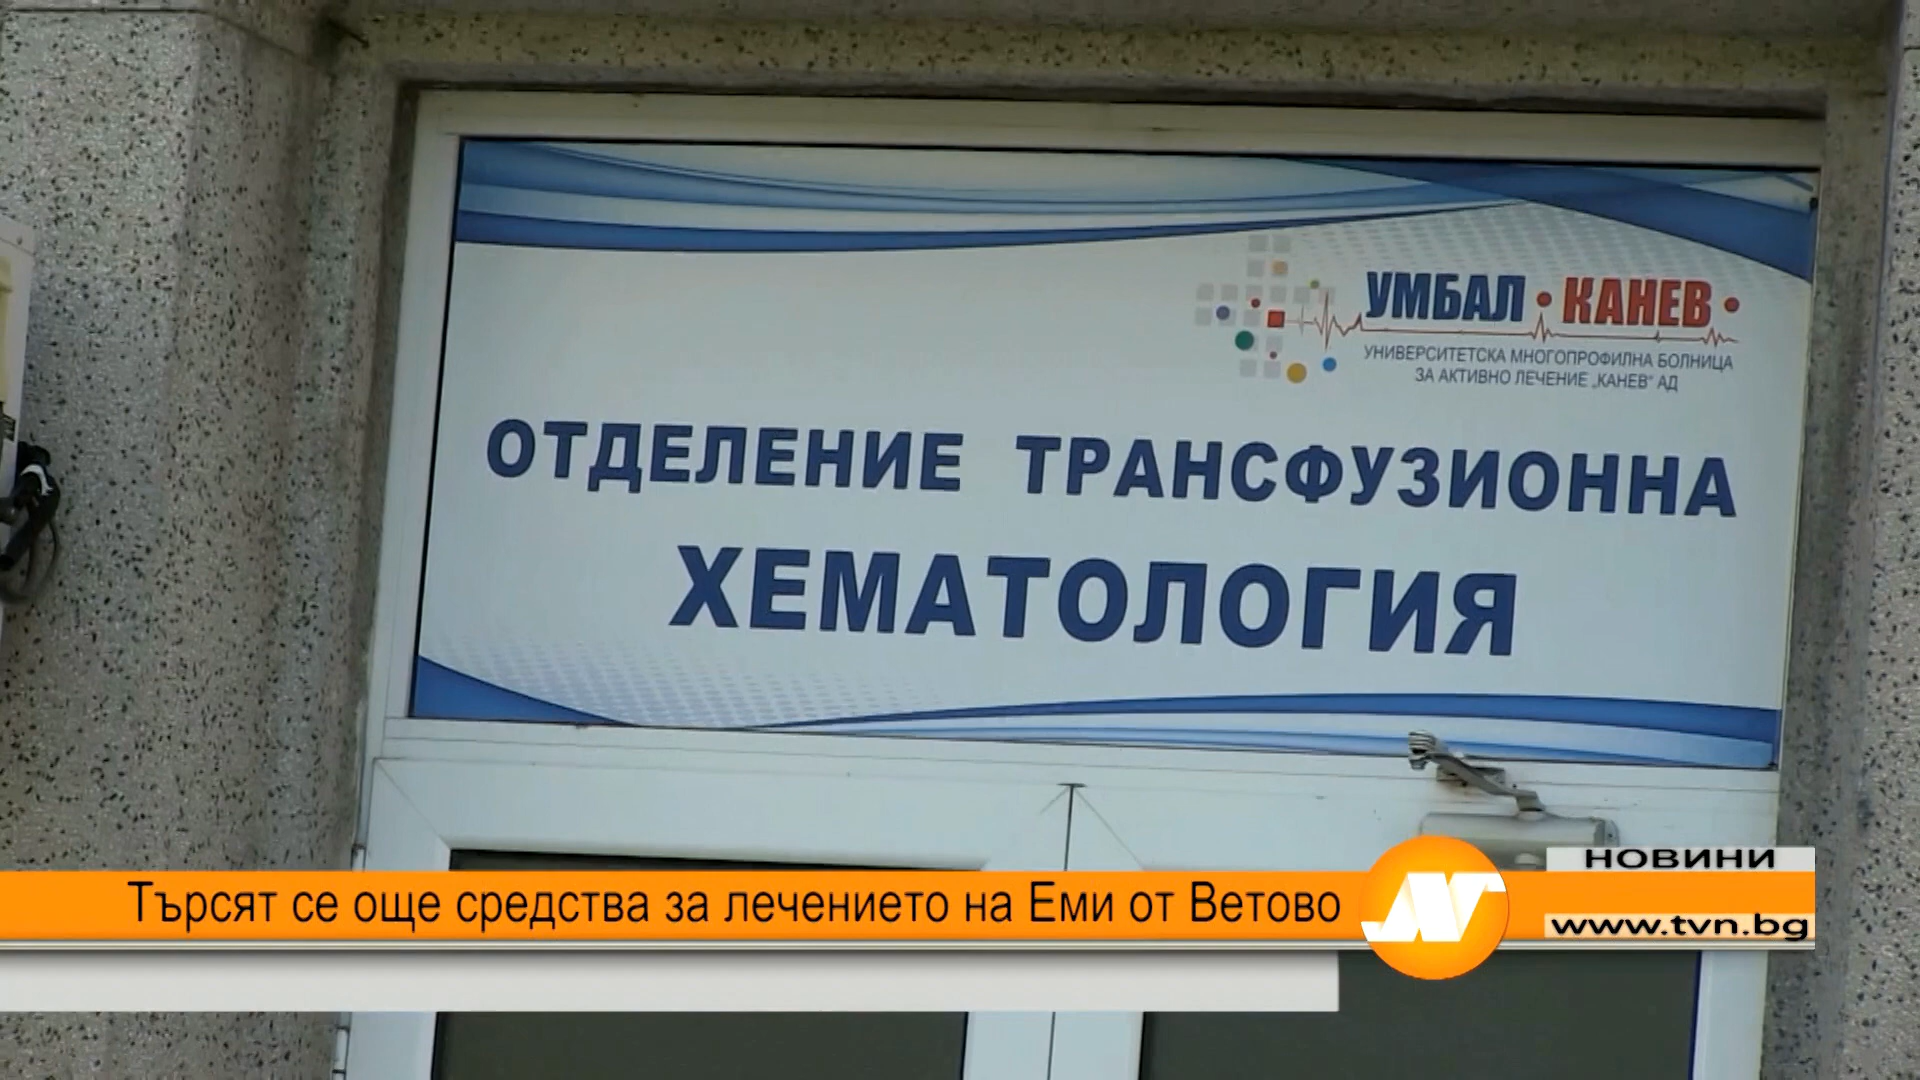 УМБАЛ • КАНЕВ •
УНИВЕРСИТЕТСКА МНОГОПРОФИЛНА БОЛНИЦА
ЗА АКТИВНО ЛЕЧЕНИЕ „КАНЕВ“ АД
ОТДЕЛЕНИЕ ТРАНСФУЗИОННА
ХЕМАТОЛОГИЯ
Търсят се още средства за лечението на Еми от Ветово
НОВИНИ
www.tvn.bg